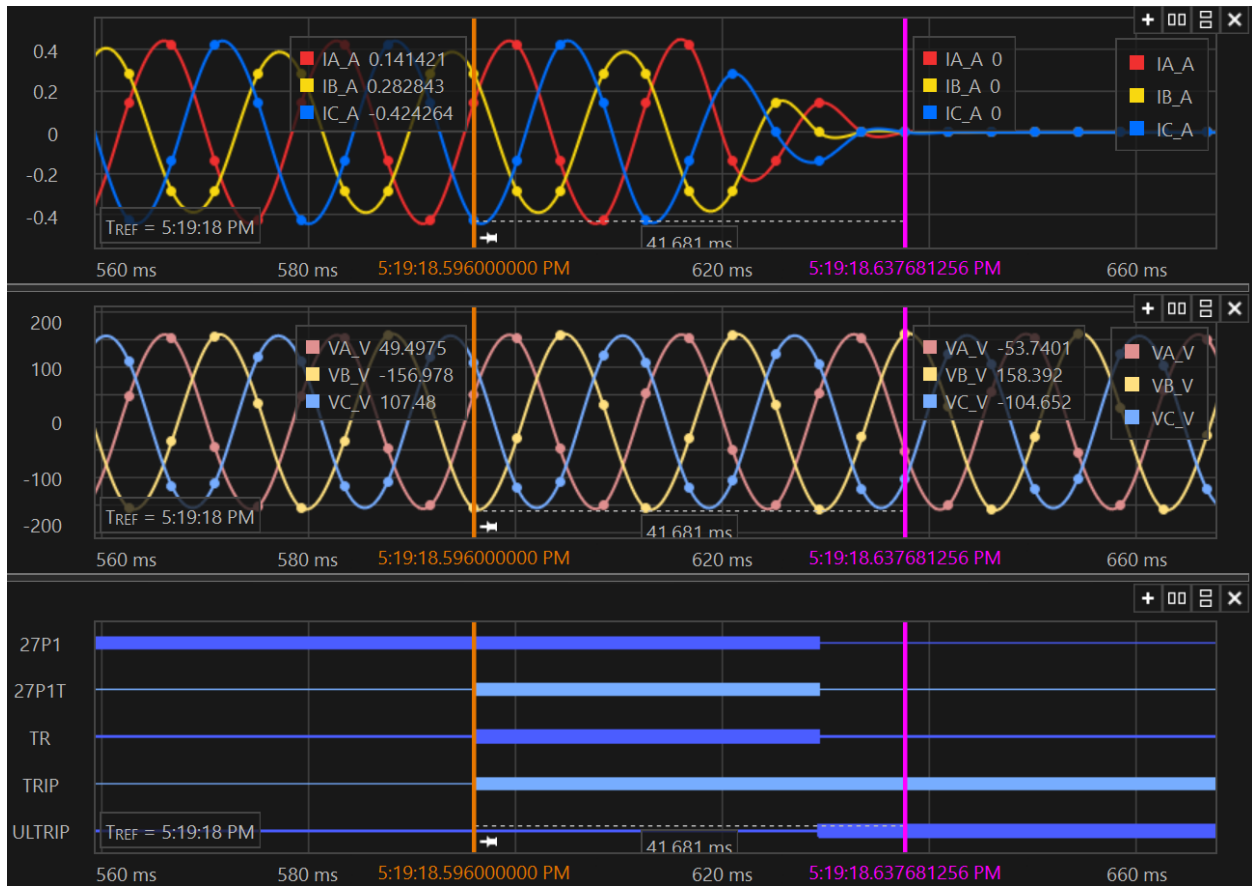 0.4
0.2
0
-0.2
-0.4
IA_A 0.141421
IB_A 0.282843
IC_A -0.424264
IA_A 0
IB_A 0
IC_A 0
IA_A
IB_A
IC_A
TREF = 5:19:18 PM
41.681 ms
560 ms 580 ms 5:19:18.596000000 PM 620 ms 5:19:18.637681256 PM 660 ms
200
100
0
-100
-200
VA_V 49.4975
VB_V -156.978
VC_V 107.48
VA_V -53.7401
VB_V 158.392
VC_V -104.652
VA_V
VB_V
VC_V
TREF = 5:19:18 PM
41.681 ms
560 ms 580 ms 5:19:18.596000000 PM 620 ms 5:19:18.637681256 PM 660 ms
27P1
27P1T
TR
TRIP
ULTRIP
TREF = 5:19:18 PM
41.681 ms
560 ms 580 ms 5:19:18.596000000 PM 620 ms 5:19:18.637681256 PM 660 ms